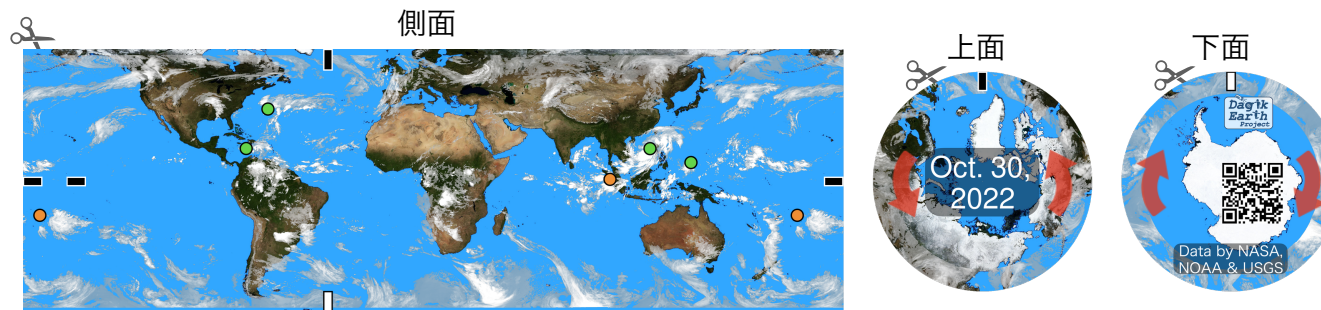 側面
上面
下面
Oct. 30,
2022
Dagik
Earth
Project
Data by NASA,
NOAA & USGS